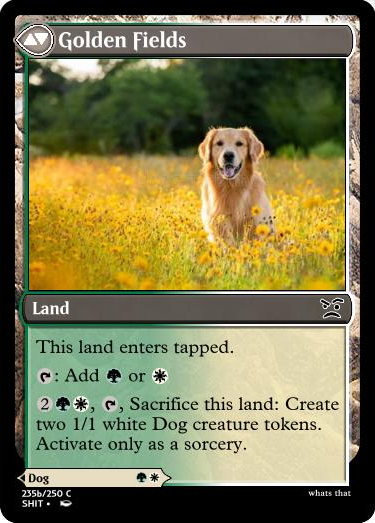 Golden Fields
Land
This land enters tapped.
: Add or
2 , , Sacrifice this land: Create
two 1/1 white Dog creature tokens.
Activate only as a sorcery.
Dog
235b/250 C
SHIT •
whats that